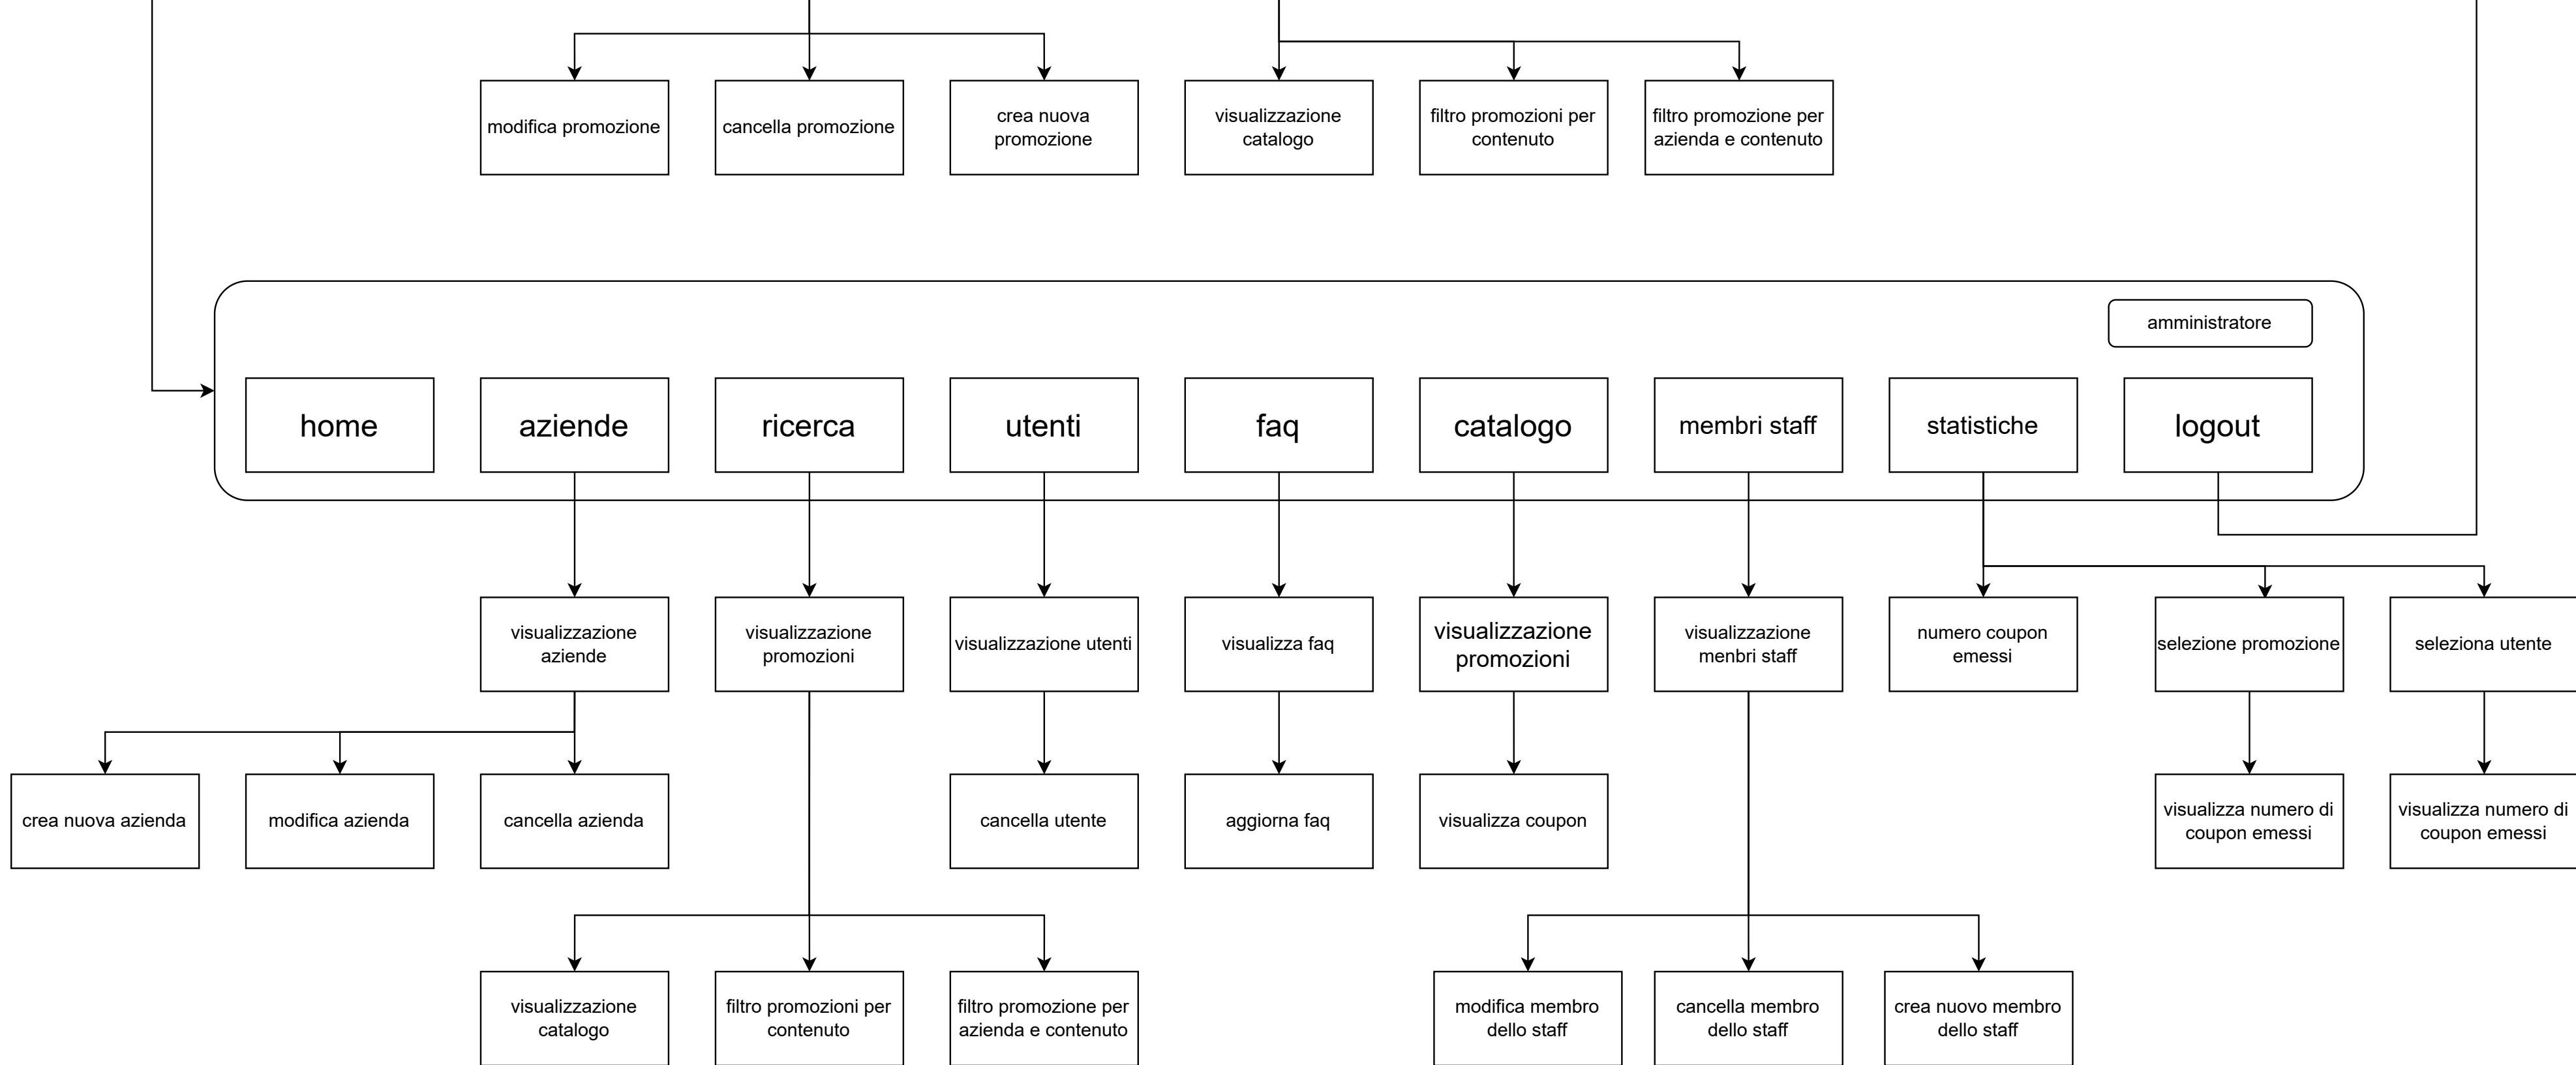 modifica promozione
cancella promozione
crea nuova
promozione
visualizzazione
catalogo
filtro promozioni per
contenuto
filtro promozione per
azienda e contenuto
amministratore
home
aziende
ricerca
utenti
faq
catalogo
membri staff
statistiche
logout
visualizzazione
aziende
visualizzazione
promozioni
visualizzazione utenti
visualizza faq
visualizzazione
promozioni
visualizzazione
menbri staff
numero coupon
emessi
selezione promozione
seleziona utente
crea nuova azienda
modifica azienda
cancella azienda
cancella utente
aggiorna faq
visualizza coupon
visualizza numero di
coupon emessi
visualizza numero di
coupon emessi
visualizzazione
catalogo
filtro promozioni per
contenuto
filtro promozione per
azienda e contenuto
modifica membro
dello staff
cancella membro
dello staff
crea nuovo membro
dello staff